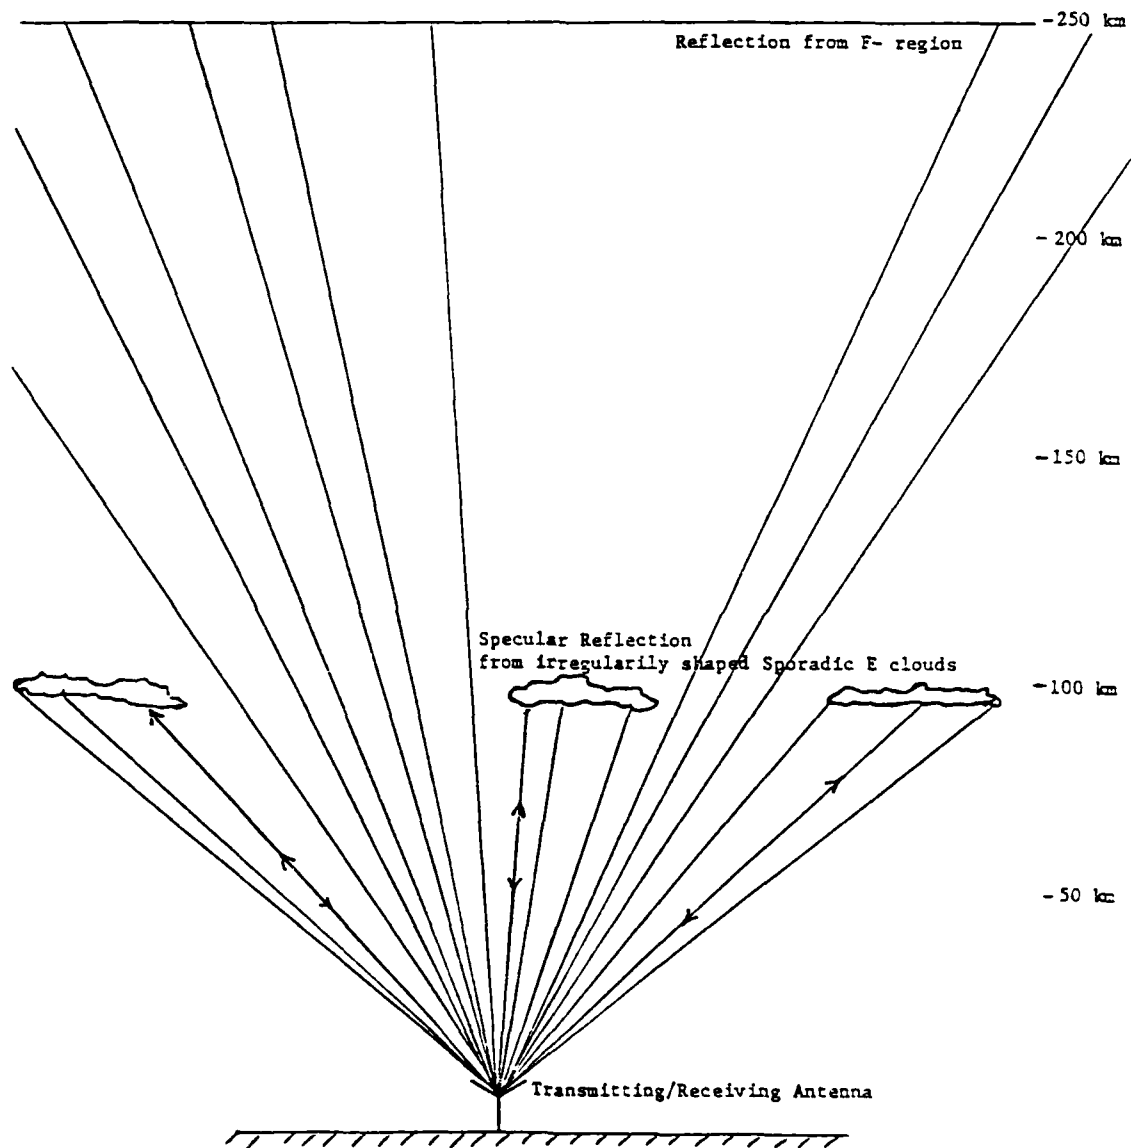 -250 km
Reflection from F- region
-200 km
-150 km
Specular Reflection
from irregularily shaped Sporadic E clouds
-100 km
-50 km
Transmitting/Receiving Antenna